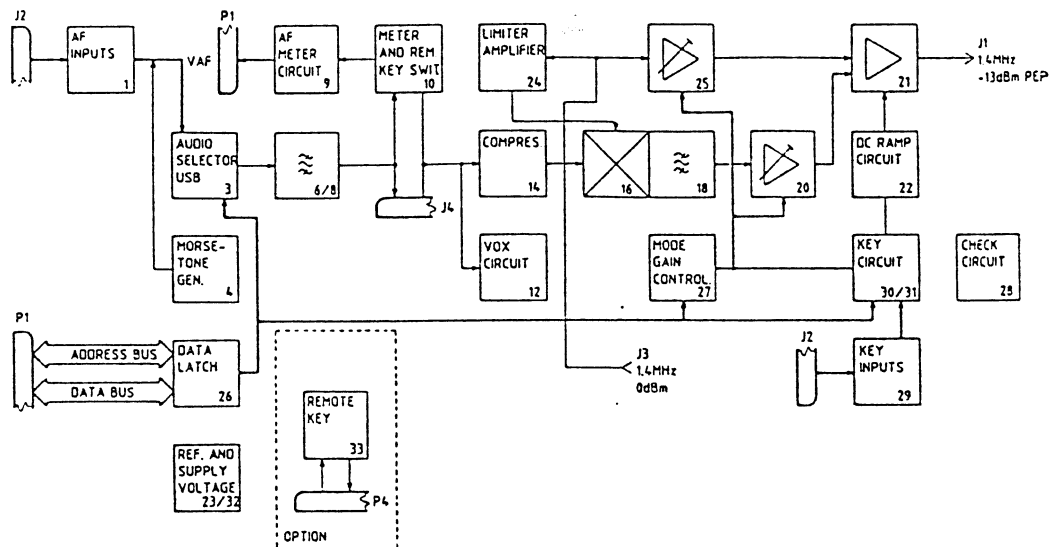 J2
AF
INPUTS
1
VAF
P1
AF
METER
CIRCUIT
9
METER
AND REM
KEY SWIT.
10
LIMITER
AMPLIFIER
24
25
21
J1
1.4MHz
-13dBm PEP
AUDIO
SELECTOR
USB
3
6/8
J4
COMPRES.
14
16
18
20
DC RAMP
CIRCUIT
22
MORSE-
TONE
GEN.
4
VOX
CIRCUIT
12
MODE
GAIN
CONTROL.
27
KEY
CIRCUIT
30/31
CHECK
CIRCUIT
28
P1
ADDRESS BUS
DATA BUS
DATA
LATCH
26
J3
1.4MHz
0dBm
J2
KEY
INPUTS
29
REMOTE
KEY
33
P4
OPTION
REF. AND
SUPPLY
VOLTAGE
23/32